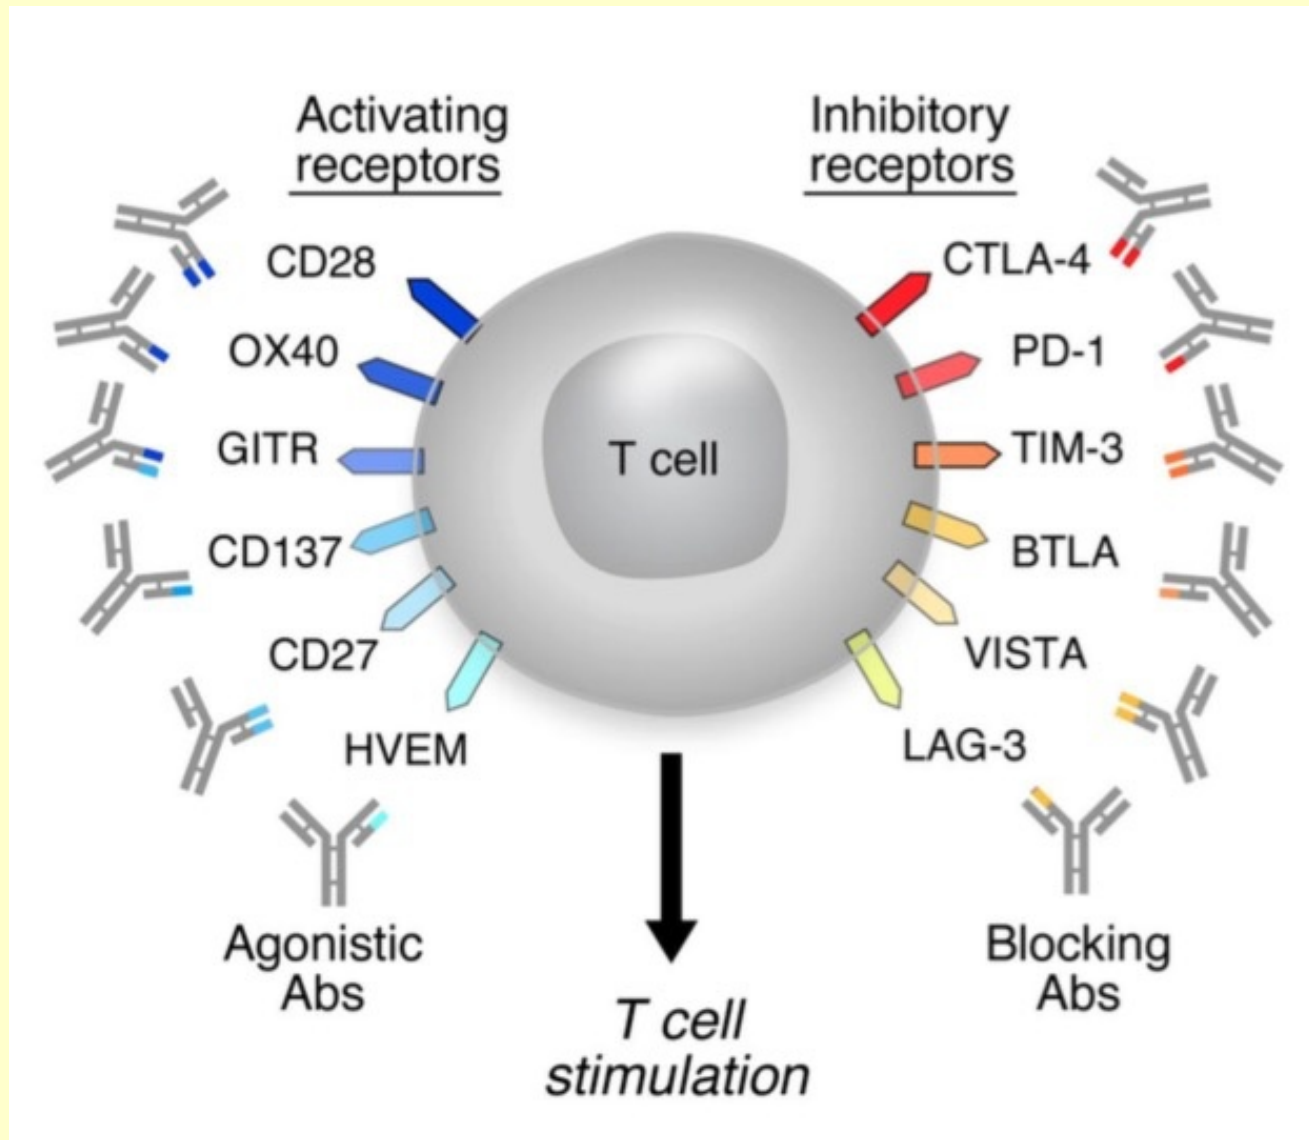 Activating
receptors
Inhibitory
receptors
CD28
CTLA-4
OX40
PD-1
GITR
T cell
TIM-3
CD137
BTLA
CD27
VISTA
HVEM
LAG-3
Agonistic
Abs
Blocking
Abs
T cell
stimulation